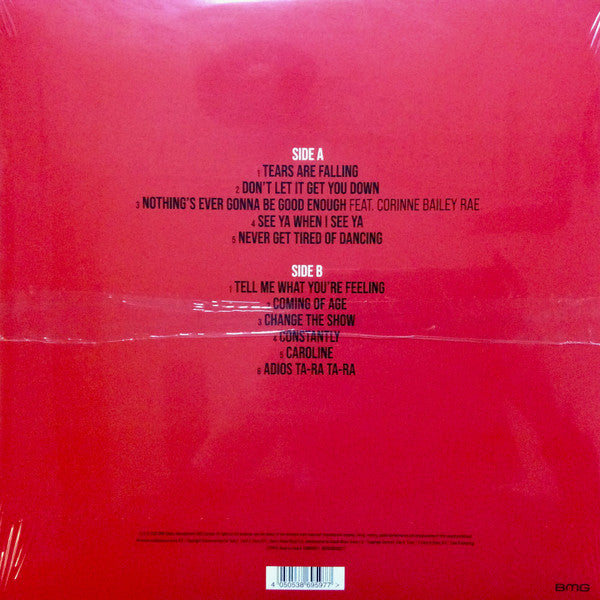 SIDE A
1 TEARS ARE FALLING
2 DON'T LET IT GET YOU DOWN
3 NOTHING'S EVER GONNA BE GOOD ENOUGH FEAT. CORINNE BAILEY RAE
4 SEE YA WHEN I SEE YA
5 NEVER GET TIRED OF DANCING
SIDE B
1 TELL ME WHAT YOU'RE FEELING
2 COMING OF AGE
3 CHANGE THE SHOW
4 CONSTANTLY
5 CAROLINE
6 ADIOS TA-RA TA-RA
4 050538 695977 >
BMG